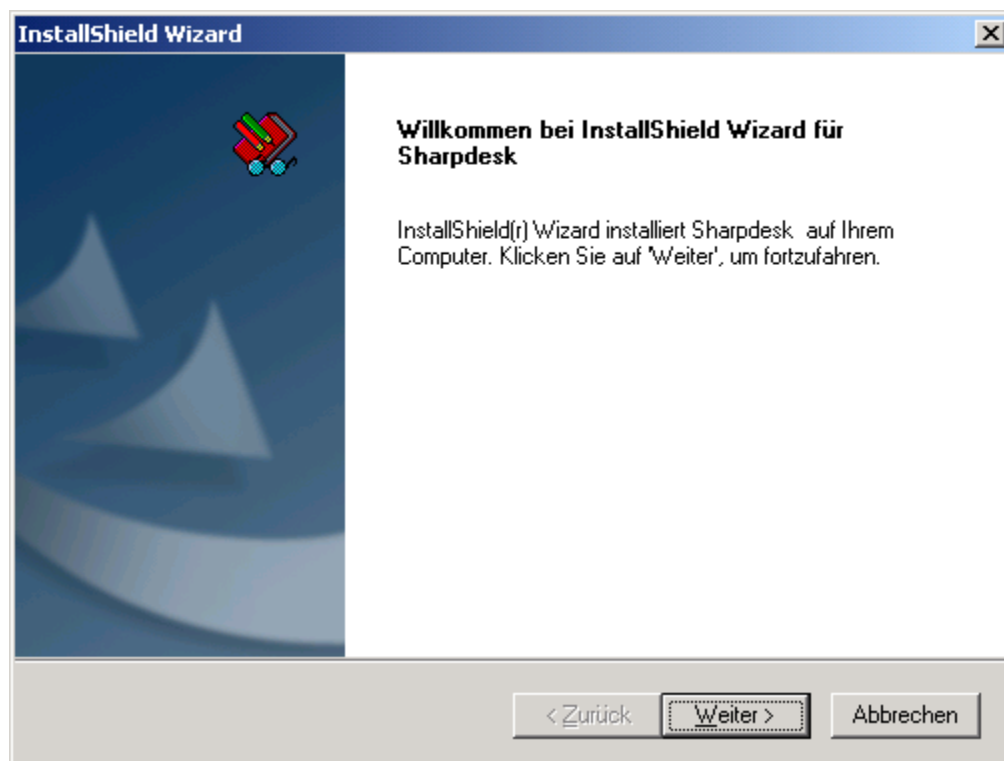 InstallShield Wizard
Willkommen bei InstallShield Wizard für
Sharpdesk
InstallShield(r) Wizard installiert Sharpdesk  auf Ihrem
Computer. Klicken Sie auf 'Weiter', um fortzufahren.
< Zurück
Weiter >
Abbrechen